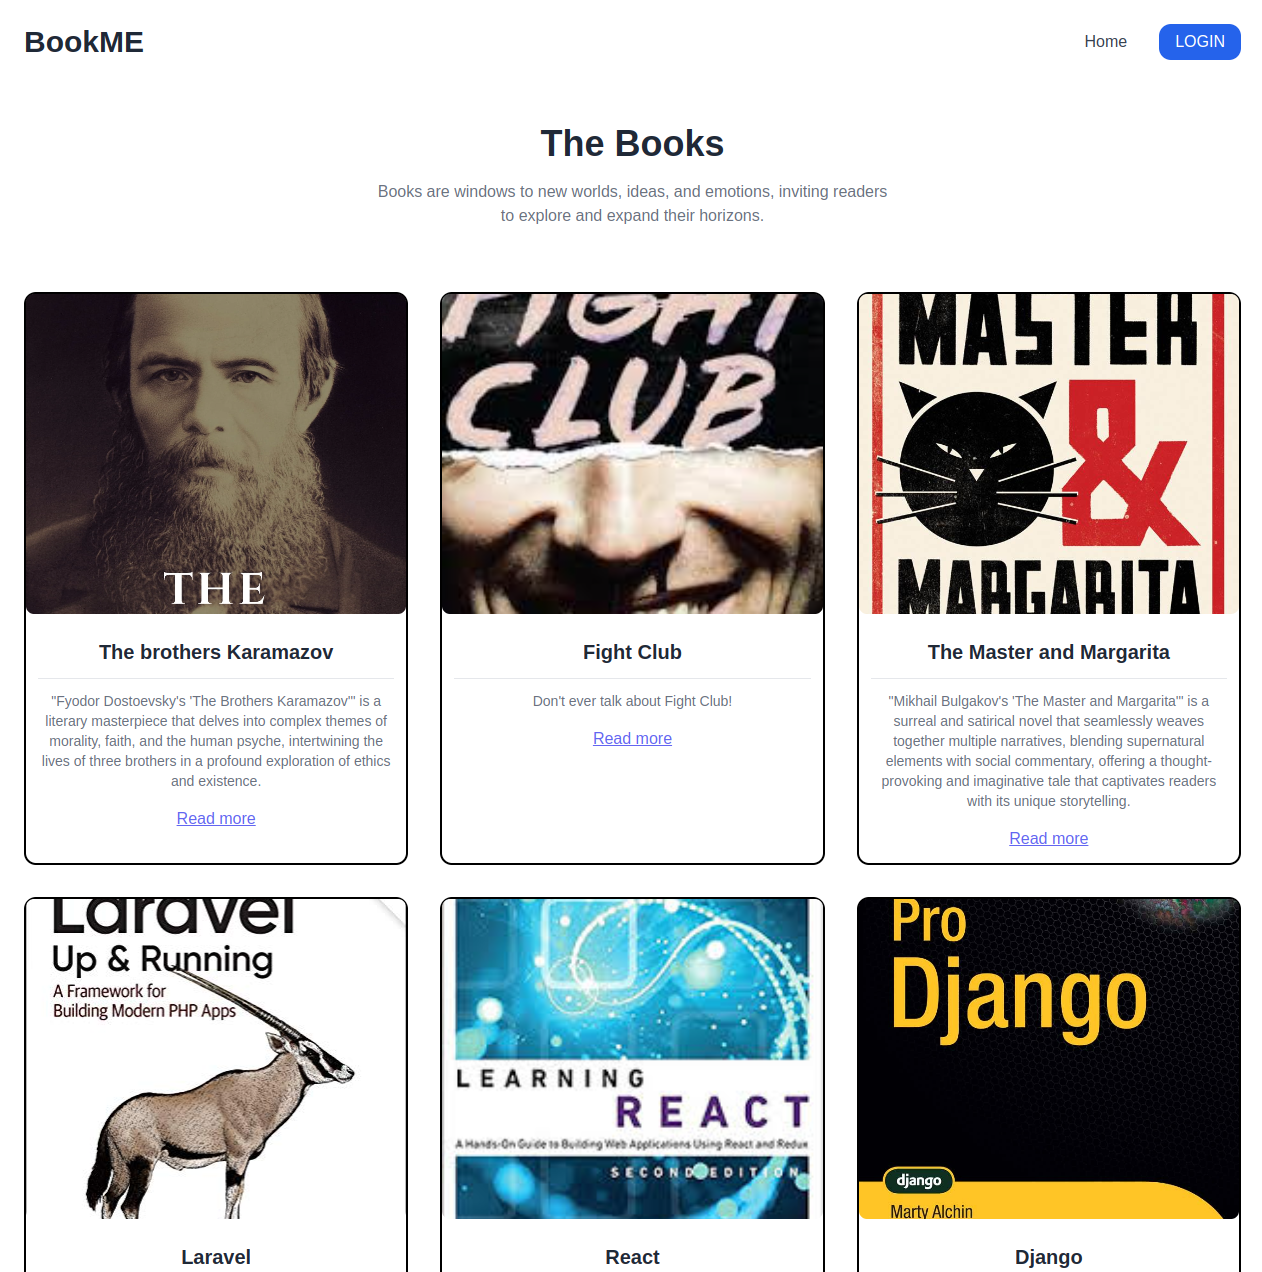 BookME
Home
LOGIN
The Books
Books are windows to new worlds, ideas, and emotions, inviting readers
to explore and expand their horizons.
THE
FIGHT
CLUB
MASTER
&
MARGARITA
The brothers Karamazov
Fight Club
The Master and Margarita
"Fyodor Dostoevsky's 'The Brothers Karamazov'" is a
literary masterpiece that delves into complex themes of
morality, faith, and the human psyche, intertwining the
lives of three brothers in a profound exploration of ethics
and existence.
Read more
Don't ever talk about Fight Club!
Read more
"Mikhail Bulgakov's 'The Master and Margarita'" is a
surreal and satirical novel that seamlessly weaves
together multiple narratives, blending supernatural
elements with social commentary, offering a thought-
provoking and imaginative tale that captivates readers
with its unique storytelling.
Read more
Laravel
Up & Running
A Framework for
Building Modern PHP Apps
LEARNING
REACT
A Hands-On Guide to Building Web Applications Using React and Redux
SECOND EDITION
Pro
Django
django
Marty Alchin
Laravel
React
Django